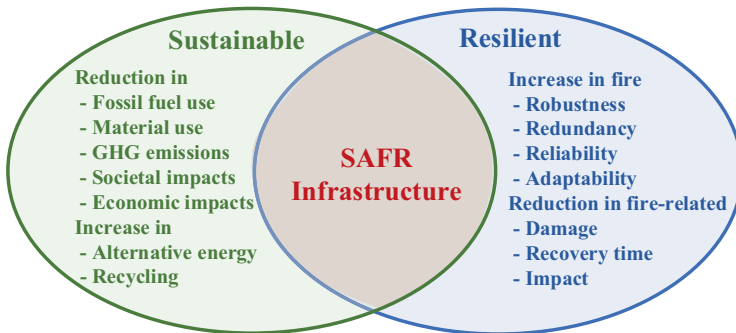 Sustainable
Reduction in
- Fossil fuel use
- Material use
- GHG emissions
- Societal impacts
- Economic impacts
Increase in
- Alternative energy
- Recycling
SAFR
Infrastructure
Resilient
Increase in fire
- Robustness
- Redundancy
- Reliability
- Adaptability
Reduction in fire-related
- Damage
- Recovery time
- Impact